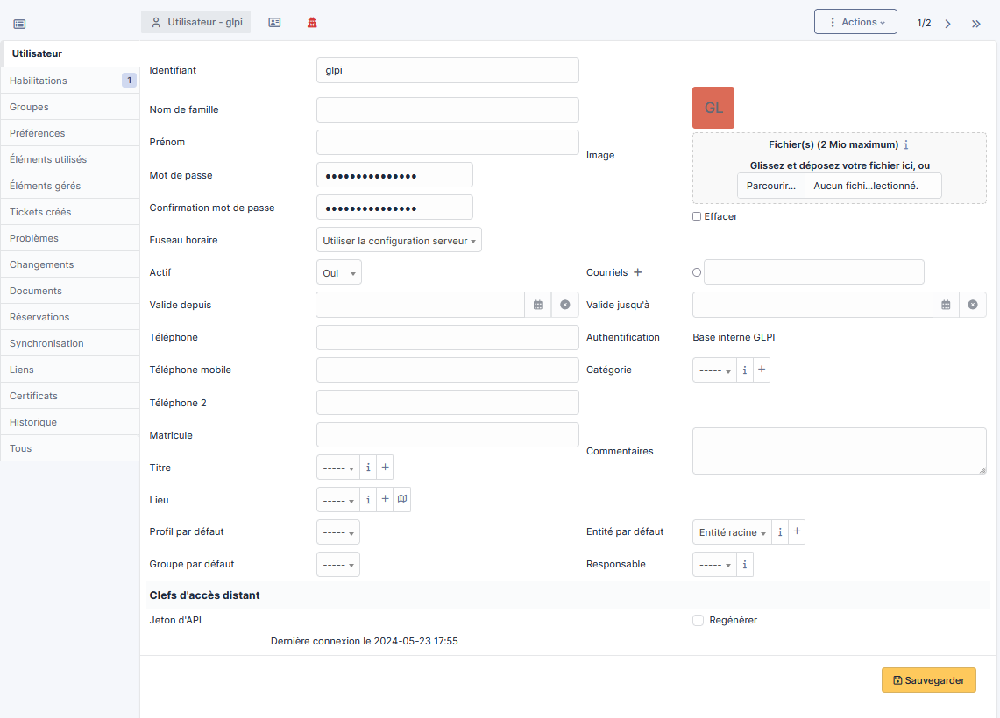 Utilisateur - glpi
Actions
1/2
Utilisateur
Habilitations 1
Groupes
Préférences
Éléments utilisés
Éléments gérés
Tickets créés
Problèmes
Changements
Documents
Réservations
Synchronisation
Liens
Certificats
Historique
Tous
Identifiant glpi
Nom de famille
Prénom
Mot de passe •••••••••••••••
Confirmation mot de passe •••••••••••••••
Fuseau horaire Utiliser la configuration serveur
Image
GL
Fichier(s) (2 Mio maximum) i
Glissez et déposez votre fichier ici, ou
Parcourir... Aucun fichi...lectionné.
Effacer
Actif Oui
Courriels +
Valide depuis
Valide jusqu'à
Téléphone
Authentification Base interne GLPI
Téléphone mobile
Catégorie ----- i +
Téléphone 2
Matricule
Commentaires
Titre ----- i +
Lieu ----- i +
Profil par défaut -----
Entité par défaut Entité racine i +
Groupe par défaut -----
Responsable ----- i
Clefs d'accès distant
Jeton d'API
Regénérer
Dernière connexion le 2024-05-23 17:55
Sauvegarder